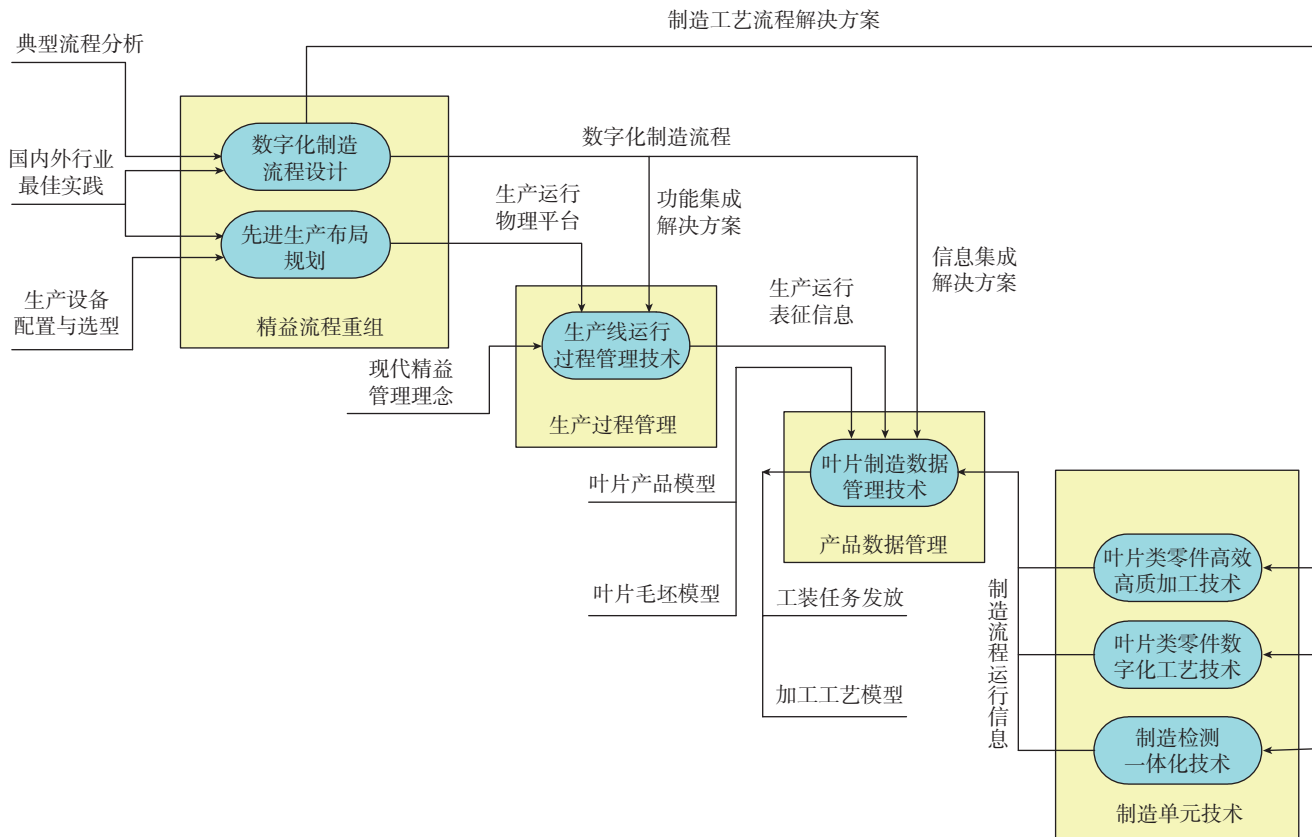 制造工艺流程解决方案
典型流程分析
数字化制造
流程设计
数字化制造流程
国内外行业
最佳实践
生产运行
物理平台
功能集成
解决方案
先进生产布局
规划
信息集成
解决方案
生产设备
配置与选型
精益流程重组
生产运行
表征信息
生产线运行
过程管理技术
现代精益
管理理念
生产过程管理
叶片制造数据
管理技术
叶片产品模型
产品数据管理
叶片类零件高效
高质加工技术
叶片毛坯模型
工装任务发放
制造流程运行信息
叶片类零件数
字化工艺技术
加工工艺模型
制造检测
一体化技术
制造单元技术